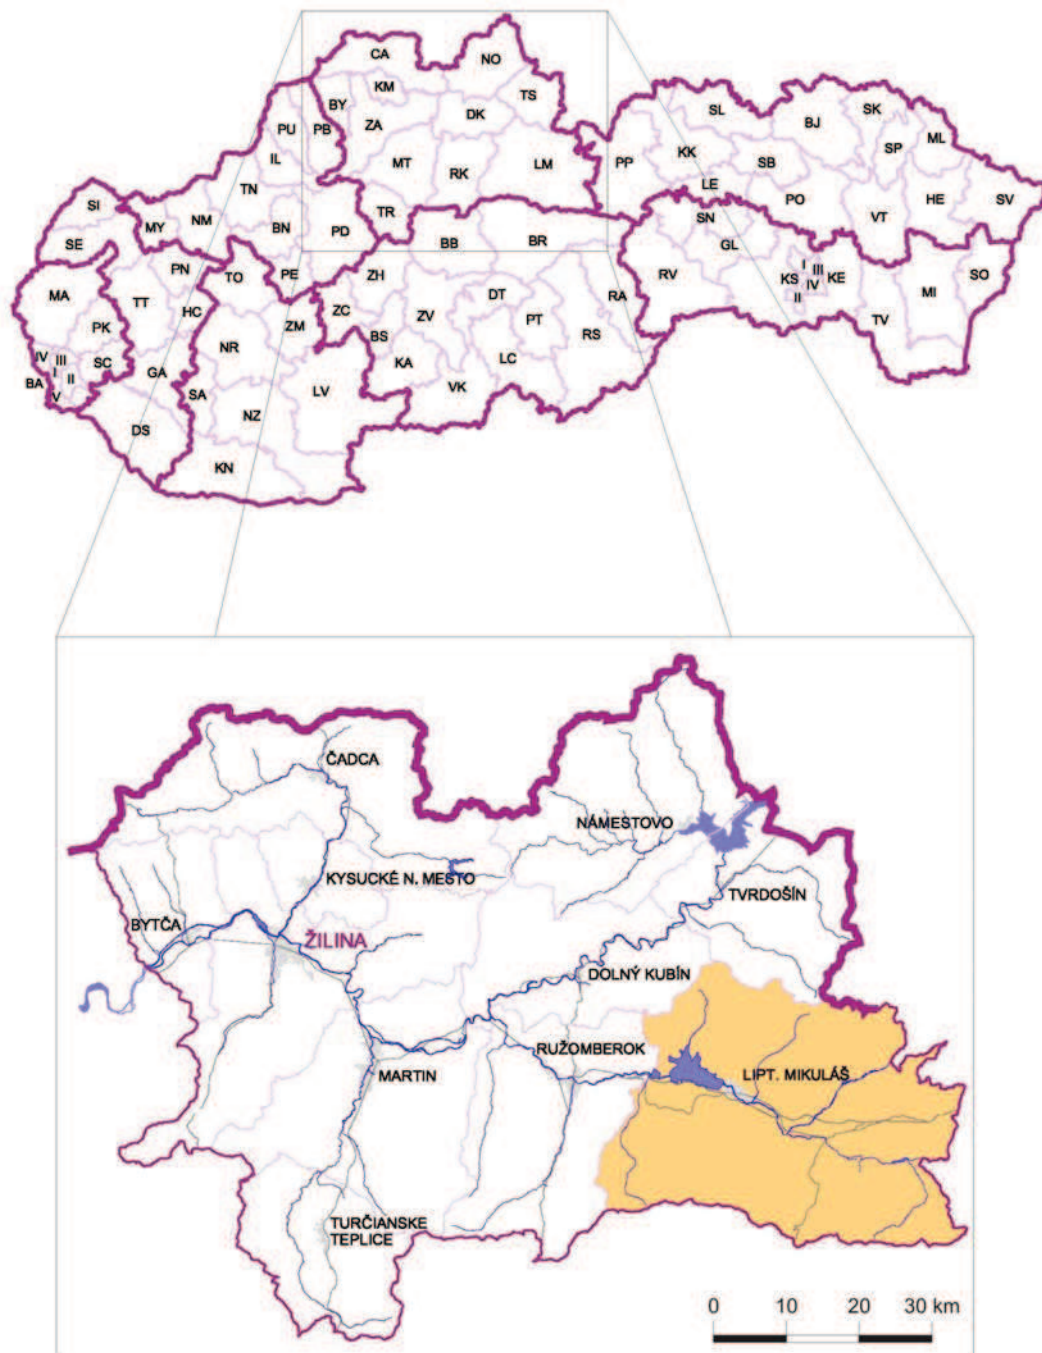 CA
NO
KM
TS
BY
DK
PU
PB
ZA
IL
MT
RK
LM
TN
TR
SI
MY
NM
BN
PD
SE
BB
BR
SL
SK
BJ
ML
PP
KK
SB
SP
LE
PO
HE
SV
SN
VT
GL
RV
KS
I
III
IV
II
KE
MI
SO
TV
PN
TO
PE
ZH
MA
TT
HC
ZM
ZC
DT
RA
PK
NR
BS
ZV
PT
RS
IV
III
SC
KA
LC
I
II
BA
V
GA
SA
LV
VK
DS
NZ
KN
ČADCA
NÁMESTOVO
KYSUCKÉ N. MESTO
TVRDOŠÍN
BYTČA
ŽILINA
DOLNÝ KUBÍN
RUŽOMBEROK
MARTIN
LIPT. MIKULÁŠ
TURČIANSKE
TEPLICE
0 10 20 30 km